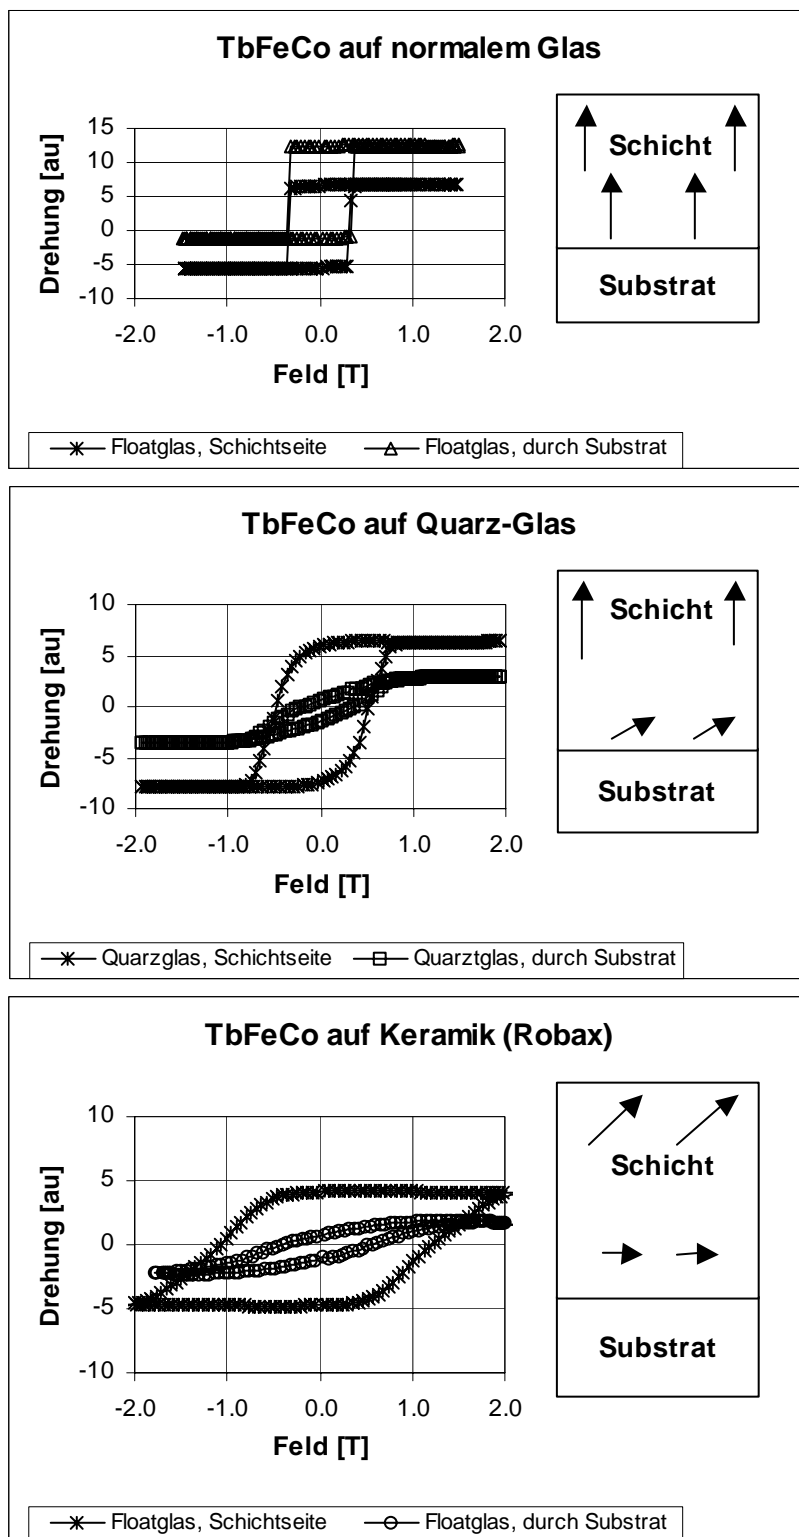 TbFeCo auf normalem Glas
15
10
5
0
-5
-10
Drehung [au]
-2.0 -1.0 0.0 1.0 2.0
Feld [T]
Schicht
Substrat
Floatglas, Schichtseite Floatglas, durch Substrat
TbFeCo auf Quarz-Glas
10
5
0
-5
-10
Drehung [au]
-2.0 -1.0 0.0 1.0 2.0
Feld [T]
Schicht
Substrat
Quarzglas, Schichtseite Quarztglas, durch Substrat
TbFeCo auf Keramik (Robax)
10
5
0
-5
-10
Drehung [au]
-2.0 -1.0 0.0 1.0 2.0
Feld [T]
Schicht
Substrat
Floatglas, Schichtseite Floatglas, durch Substrat